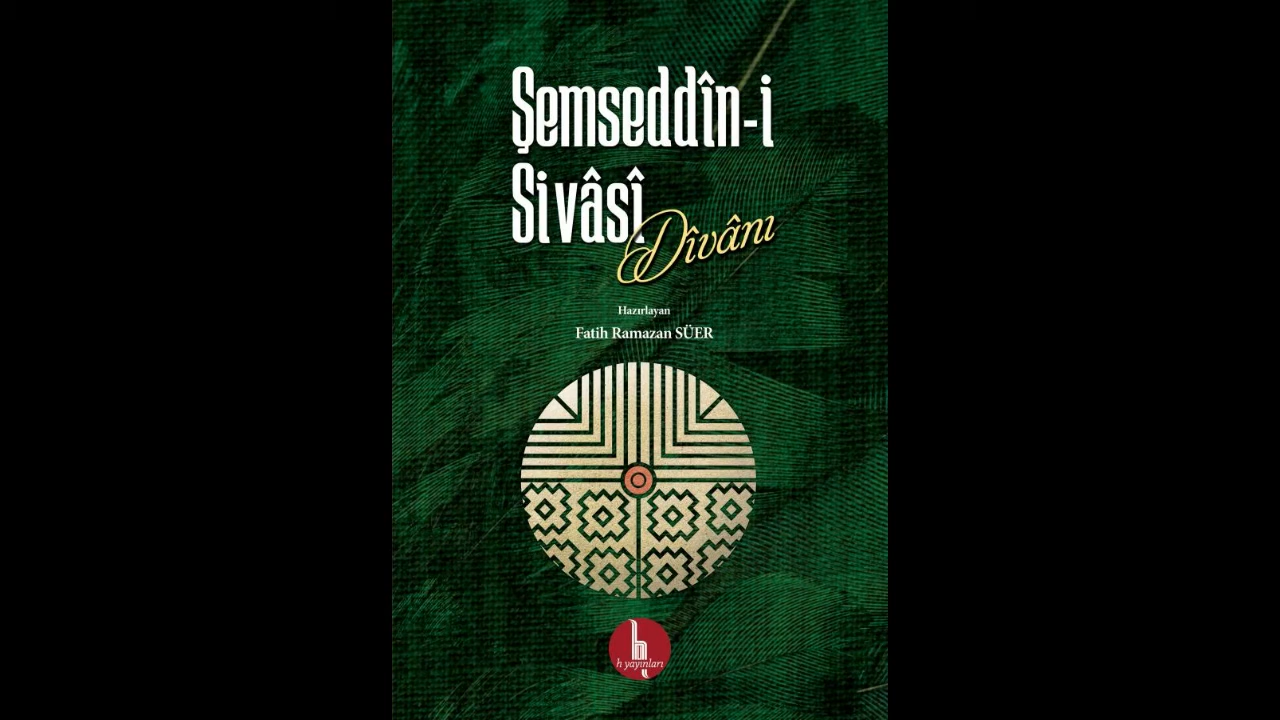 Şemseddîn-i
Sivâsî
Dîvânı
Hazırlayan
Fatih Ramazan SÜER
h yayınları